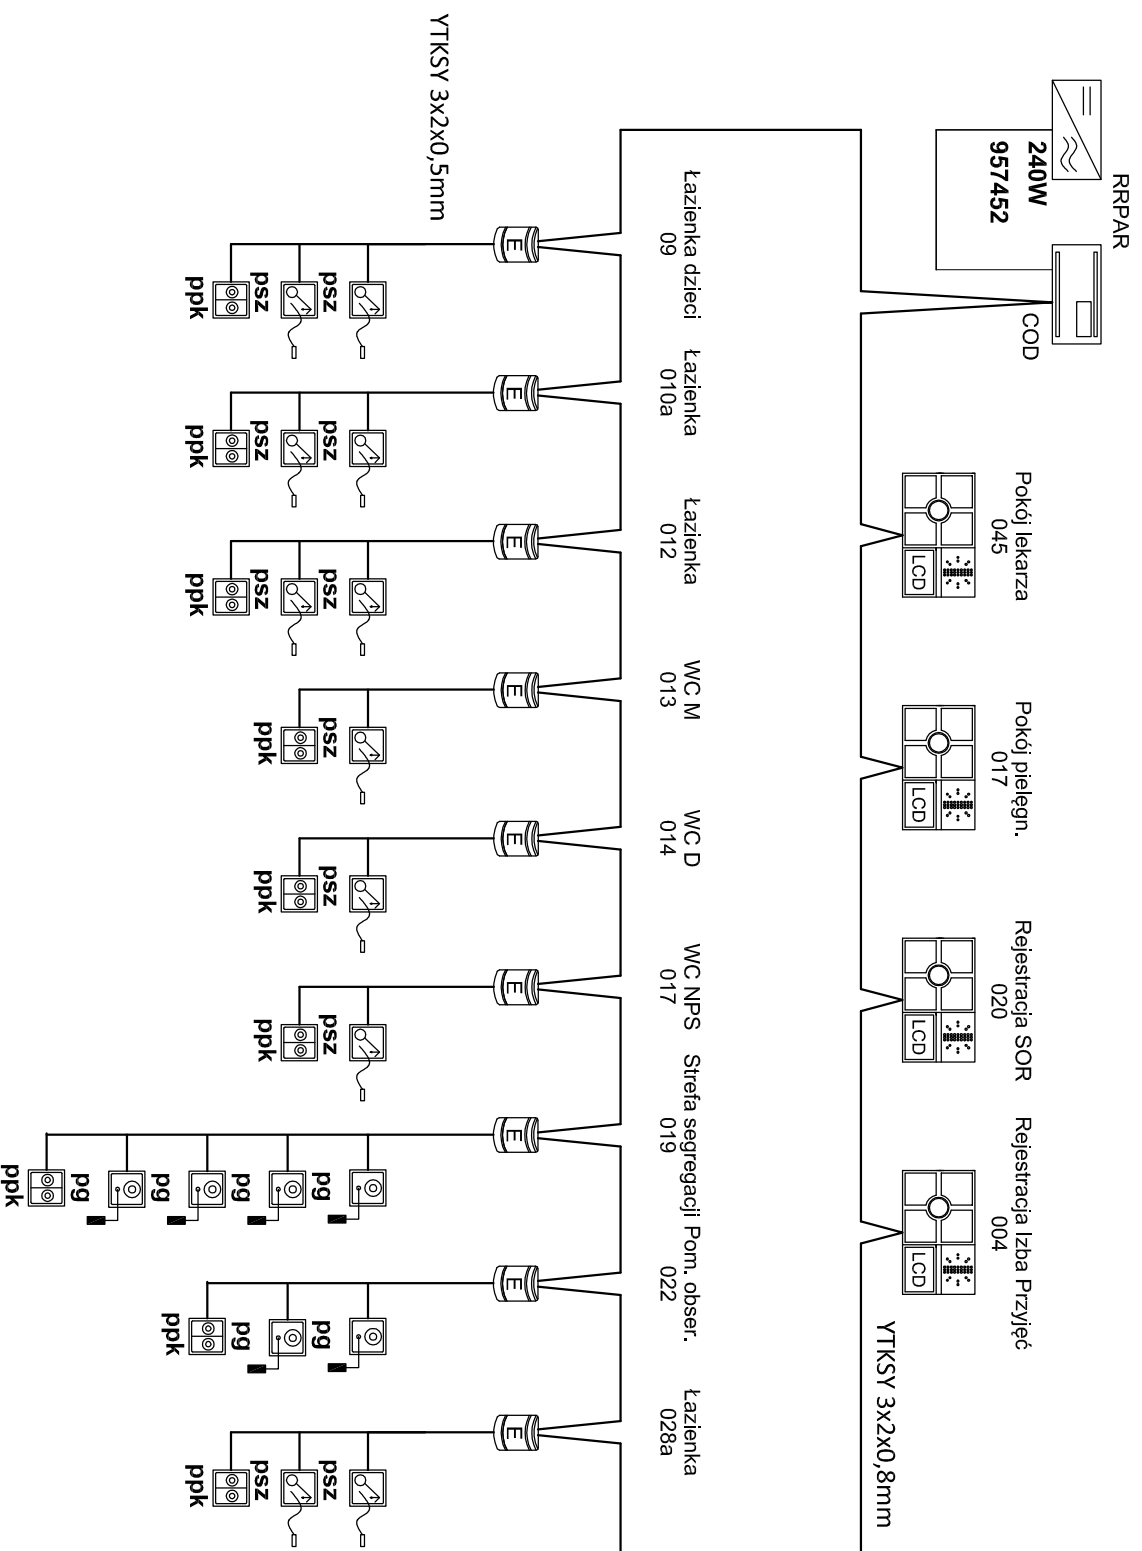 RRPAR
240W
957452
COD
Pokój lekarza
045
LCD
Pokój pielęgn.
017
LCD
Rejestracja SOR
020
LCD
Rejestracja Izba Przyjęć
004
LCD
YTKSY 3x2x0,8mm
Łazienka dzieci
09
E
psz
psz
ppk
Łazienka
010a
E
psz
psz
ppk
Łazienka
012
E
psz
psz
ppk
WC M
013
E
psz
ppk
WC D
014
E
psz
ppk
WC NPS
017
E
psz
ppk
Strefa segregacji
019
E
pg
pg
pg
pg
ppk
Pom. obser.
022
E
pg
pg
ppk
Łazienka
028a
E
psz
psz
ppk
YTKSY 3x2x0,5mm